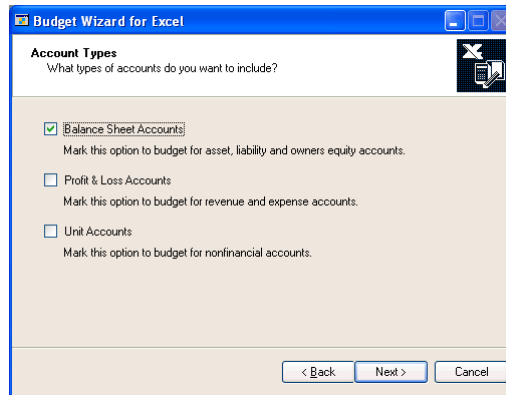 Budget Wizard for Excel
Account Types
What types of accounts do you want to include?
Balance Sheet Accounts
Mark this option to budget for asset, liability and owners equity accounts.
Profit & Loss Accounts
Mark this option to budget for revenue and expense accounts.
Unit Accounts
Mark this option to budget for nonfinancial accounts.
< Back Next > Cancel